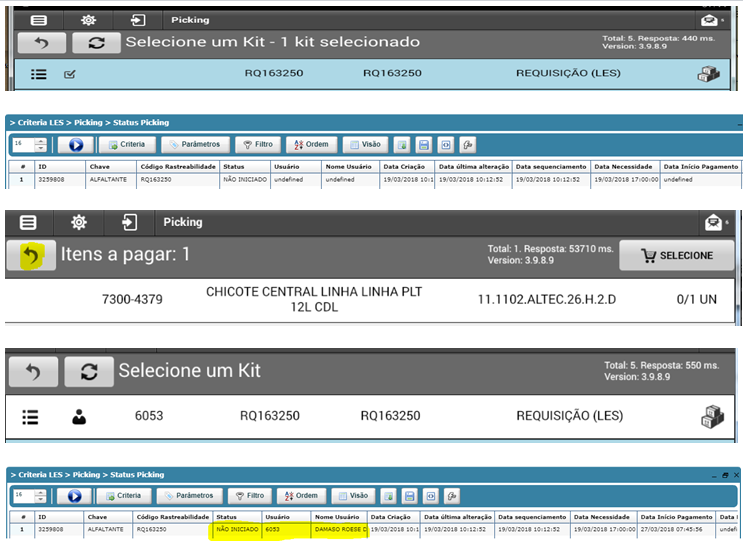 Picking
Selecione um Kit - 1 kit selecionado
Total: 5. Resposta: 440 ms.
Version: 3.9.8.9
RQ163250 RQ163250 REQUISIÇÃO (LES)
> Criteria LES > Picking > Status Picking
16 Criteria Parâmetros Filtro Ordem Visão
# ID Chave Código Rastreabilidade Status Usuário Nome Usuário Data Criação Data última alteração Data sequenciamento Data Necessidade Data Início Pagamento
1 3259808 ALFALTANTE RQ163250 NÃO INICIADO undefined undefined 19/03/2018 10:1 19/03/2018 10:12:52 19/03/2018 10:12:52 19/03/2018 17:00:00 undefined
Picking
Itens a pagar: 1
Total: 1. Resposta: 53710 ms.
Version: 3.9.8.9
SELECIONE
7300-4379 CHICOTE CENTRAL LINHA LINHA PLT 11.1102.ALTEC.26.H.2.D 0/1 UN
12L CDL
Selecione um Kit
Total: 5. Resposta: 550 ms.
Version: 3.9.8.9
6053 RQ163250 RQ163250 REQUISIÇÃO (LES)
> Criteria LES > Picking > Status Picking
16 Criteria Parâmetros Filtro Ordem Visão
# ID Chave Código Rastreabilidade Status Usuário Nome Usuário Data Criação Data última alteração Data sequenciamento Data Necessidade Data Início Pagamento Data
1 3259808 ALFALTANTE RQ163250 NÃO INICIADO 6053 DAMASO ROESE D 19/03/2018 10:1 19/03/2018 10:12:52 19/03/2018 10:12:52 19/03/2018 17:00:00 27/03/2018 07:45:56 undefi